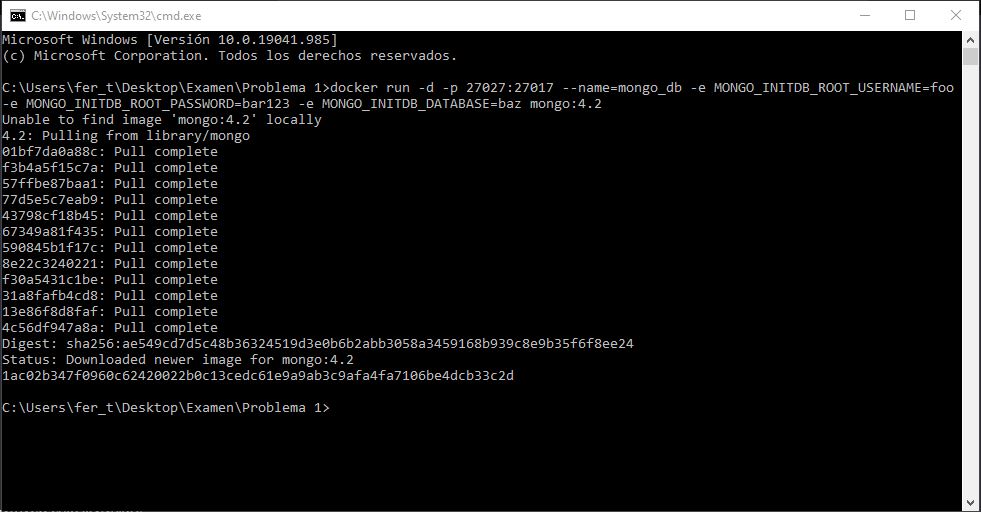 C:\Windows\System32\cmd.exe
Microsoft Windows [Versión 10.0.19041.985]
(c) Microsoft Corporation. Todos los derechos reservados.
C:\Users\fer_t\Desktop\Examen\Problema 1>docker run -d -p 27027:27017 --name=mongo_db -e MONGO_INITDB_ROOT_USERNAME=foo
-e MONGO_INITDB_ROOT_PASSWORD=bar123 -e MONGO_INITDB_DATABASE=baz mongo:4.2
Unable to find image 'mongo:4.2' locally
4.2: Pulling from library/mongo
01bf7da0a88c: Pull complete
f3b4a5f15c7a: Pull complete
57ffbe87baa1: Pull complete
77d5e5c7eab9: Pull complete
43798cf18b45: Pull complete
67349a81f435: Pull complete
590845b1f17c: Pull complete
8e22c3240221: Pull complete
f30a5431c1be: Pull complete
31a8fafb4cd8: Pull complete
13e86f8d8faf: Pull complete
4c56df947a8a: Pull complete
Digest: sha256:ae549cd7d5c48b36324519d3e0b6b2abb3058a3459168b939c8e9b35f6f8ee24
Status: Downloaded newer image for mongo:4.2
1ac02b347f0960c62420022b0c13cedc61e9a9ab3c9afa4fa7106be4dcb33c2d
C:\Users\fer_t\Desktop\Examen\Problema 1>